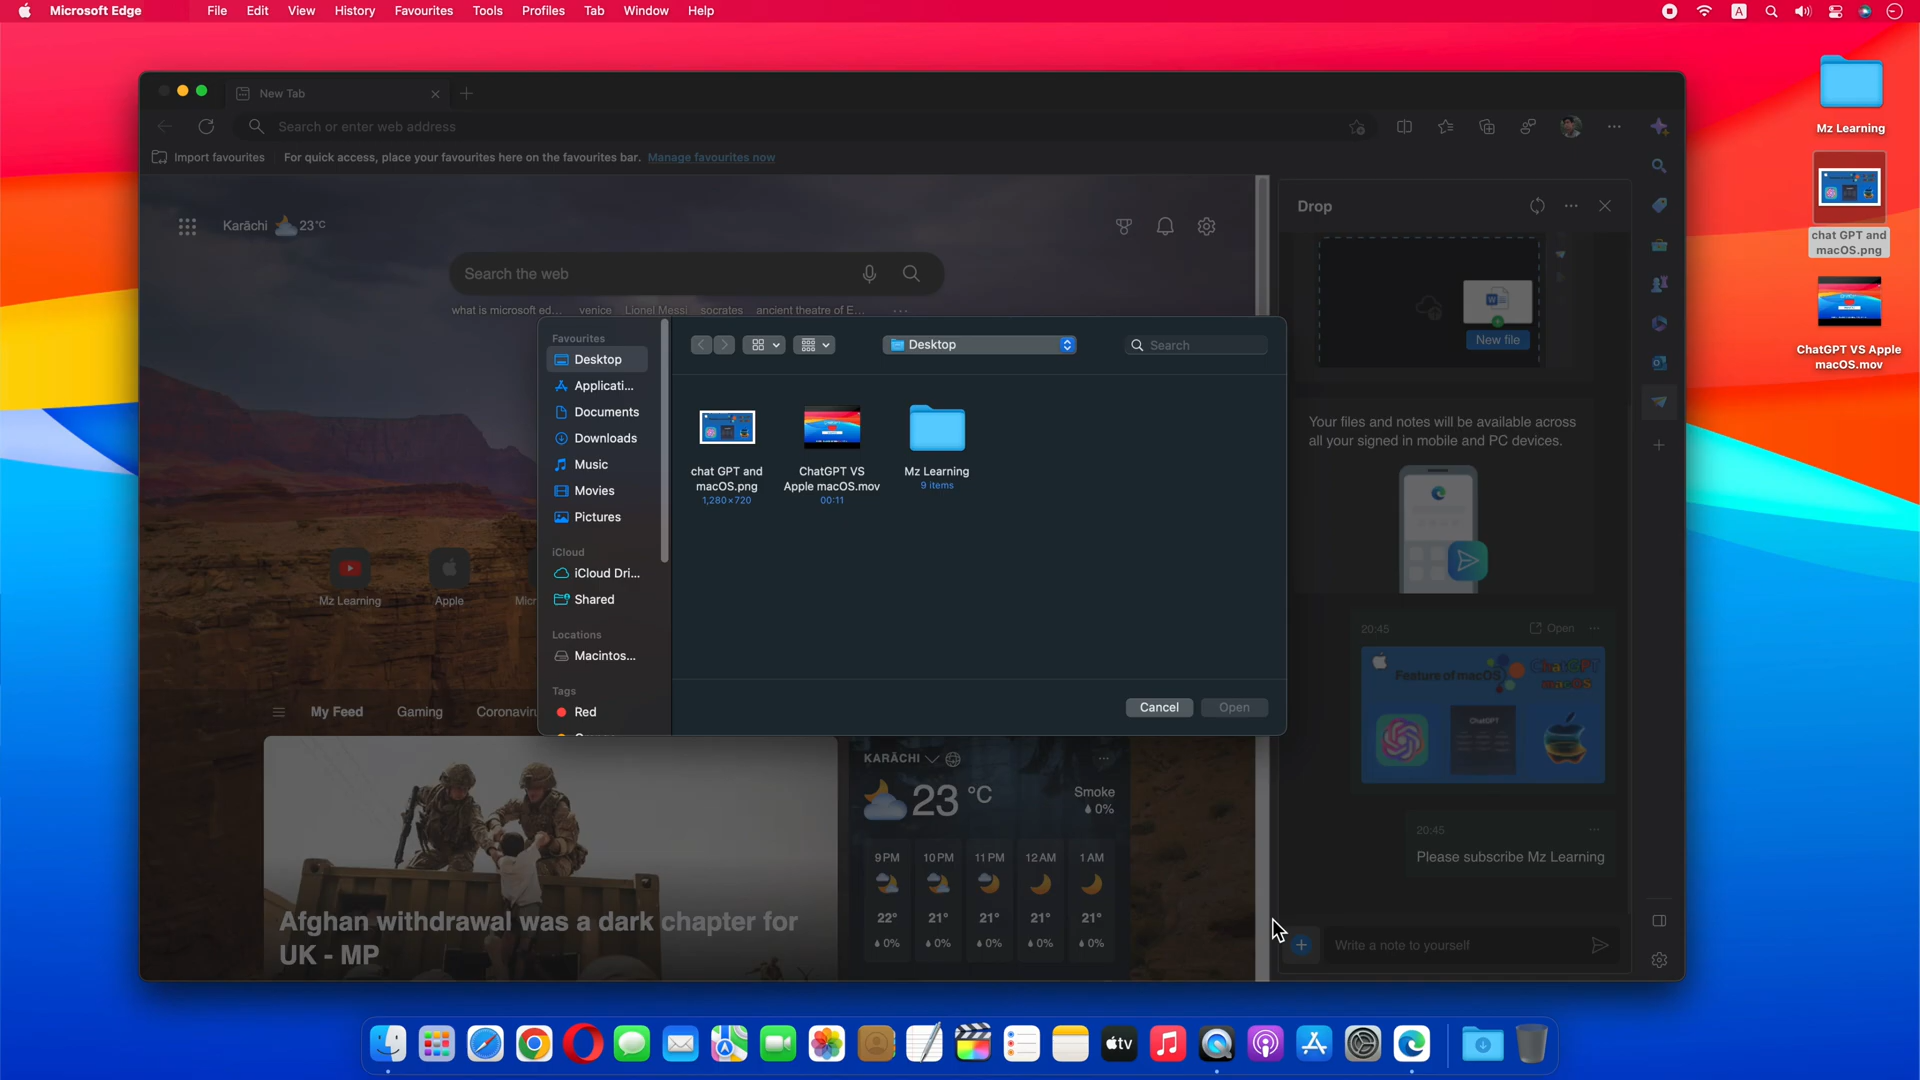 Microsoft Edge File Edit View History Favourites Tools Profiles Tab Window Help
A
New Tab
Search or enter web address
Import favourites For quick access, place your favourites here on the favourites bar. Manage favourites now
Karāchi 23°C
Search the web
what is microsoft ed... venice Lionel Messi socrates ancient theatre of E...
Favourites
Desktop
Applicati...
Documents
Downloads
Music
Movies
Pictures
iCloud
iCloud Dri...
Shared
Locations
Macintos...
Tags
Red
Desktop
Search
chat GPT and
macOS.png
1,280×720
ChatGPT VS
Apple macOS.mov
00:11
Mz Learning
9 items
Cancel Open
Mz Learning
Apple
My Feed Gaming
Afghan withdrawal was a dark chapter for
UK - MP
KARĀCHI
23 °C
Smoke
0%
9 PM 10 PM 11 PM 12 AM 1 AM
22° 21° 21° 21° 21°
0% 0% 0% 0% 0%
Drop
New file
Your files and notes will be available across
all your signed in mobile and PC devices.
20:45 Open
Feature of macOS
ChatGPT
macOS
ChatGPT
20:45
Please subscribe Mz Learning
Write a note to yourself
Mz Learning
chat GPT and
macOS.png
ChatGPT VS Apple
macOS.mov
tv